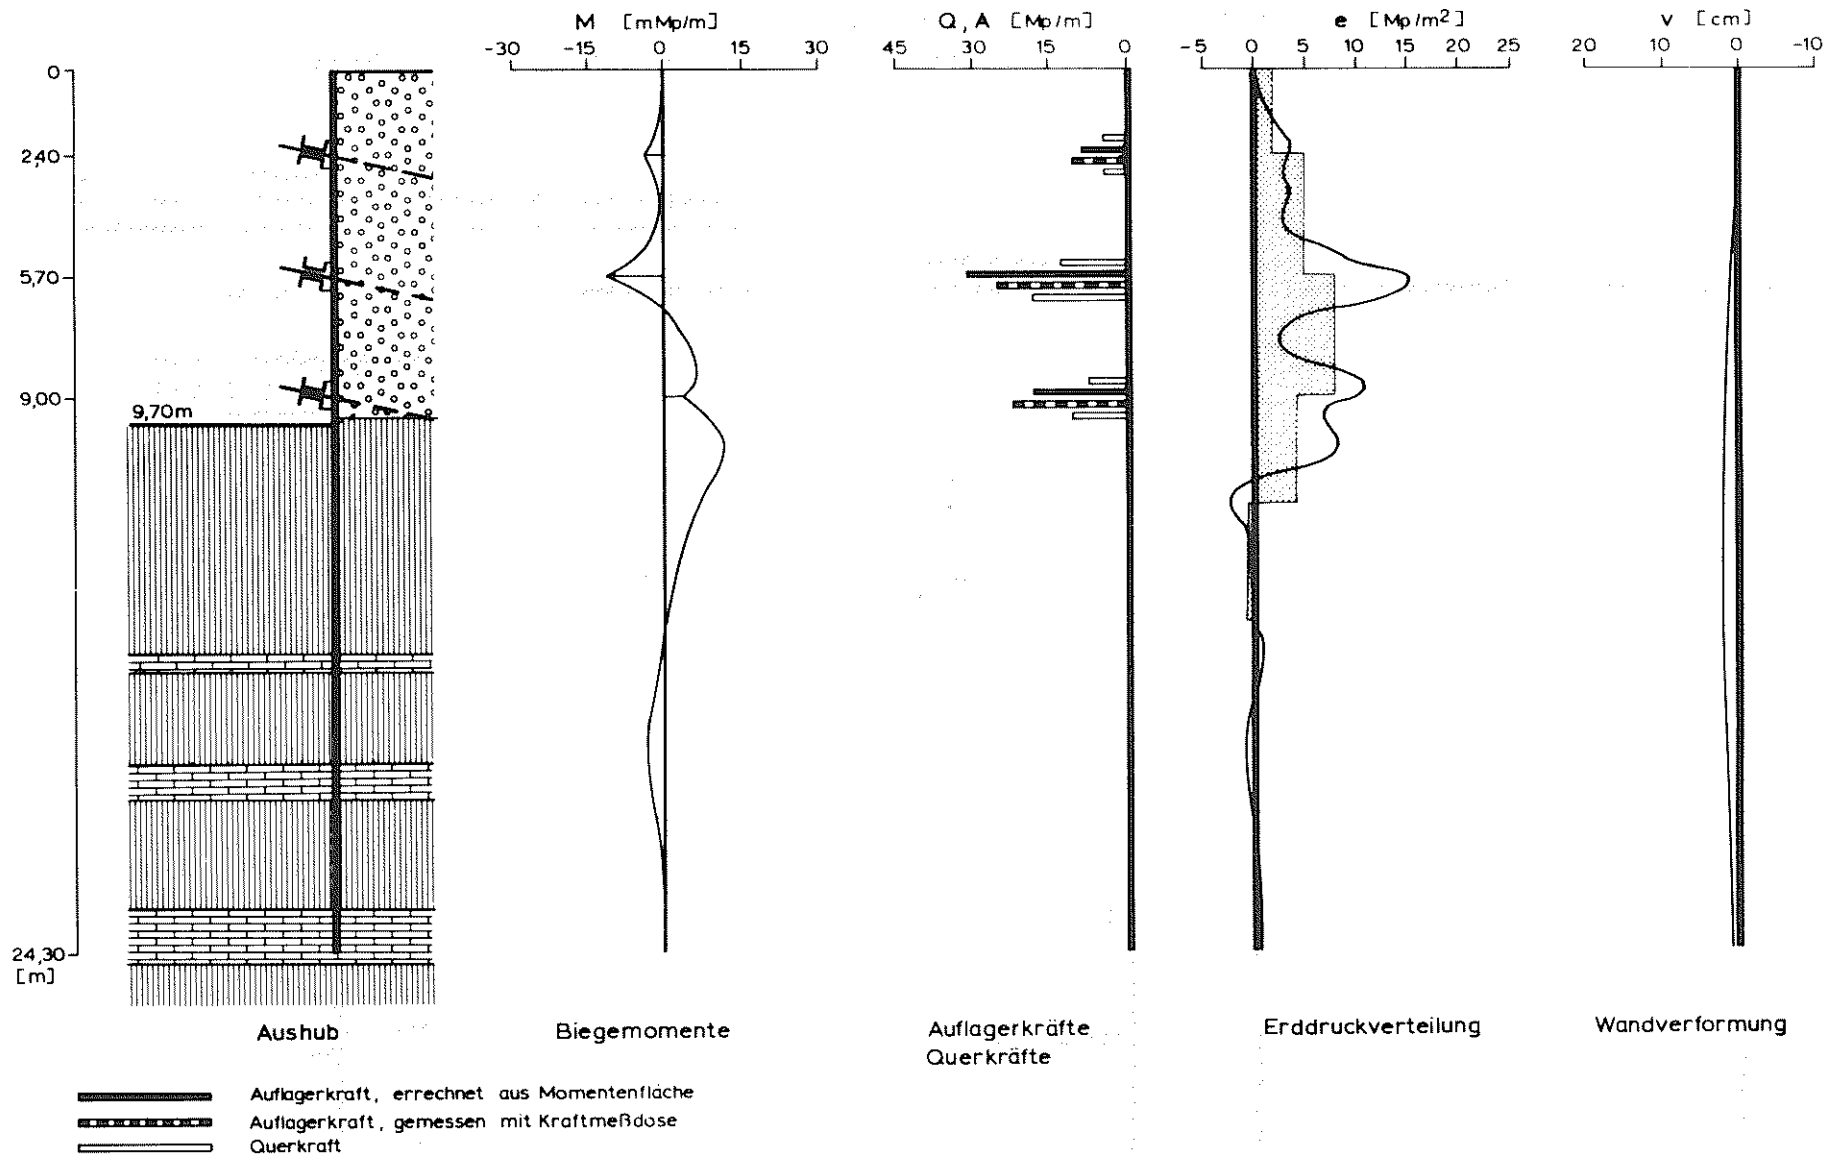 M [mMp/m]
Q, A [Mp/m]
e [Mp/m²]
v [cm]
-30 -15 0 15 30
45 30 15 0
-5 0 5 10 15 20 25
20 10 0 -10
0
2,40
5,70
9,00
9,70m
24,30
[m]
Aushub
Biegemomente
Auflagerkräfte
Querkräfte
Erddruckverteilung
Wandverformung
Auflagerkraft, errechnet aus Momentenfläche
Auflagerkraft, gemessen mit Kraftmeßdose
Querkraft